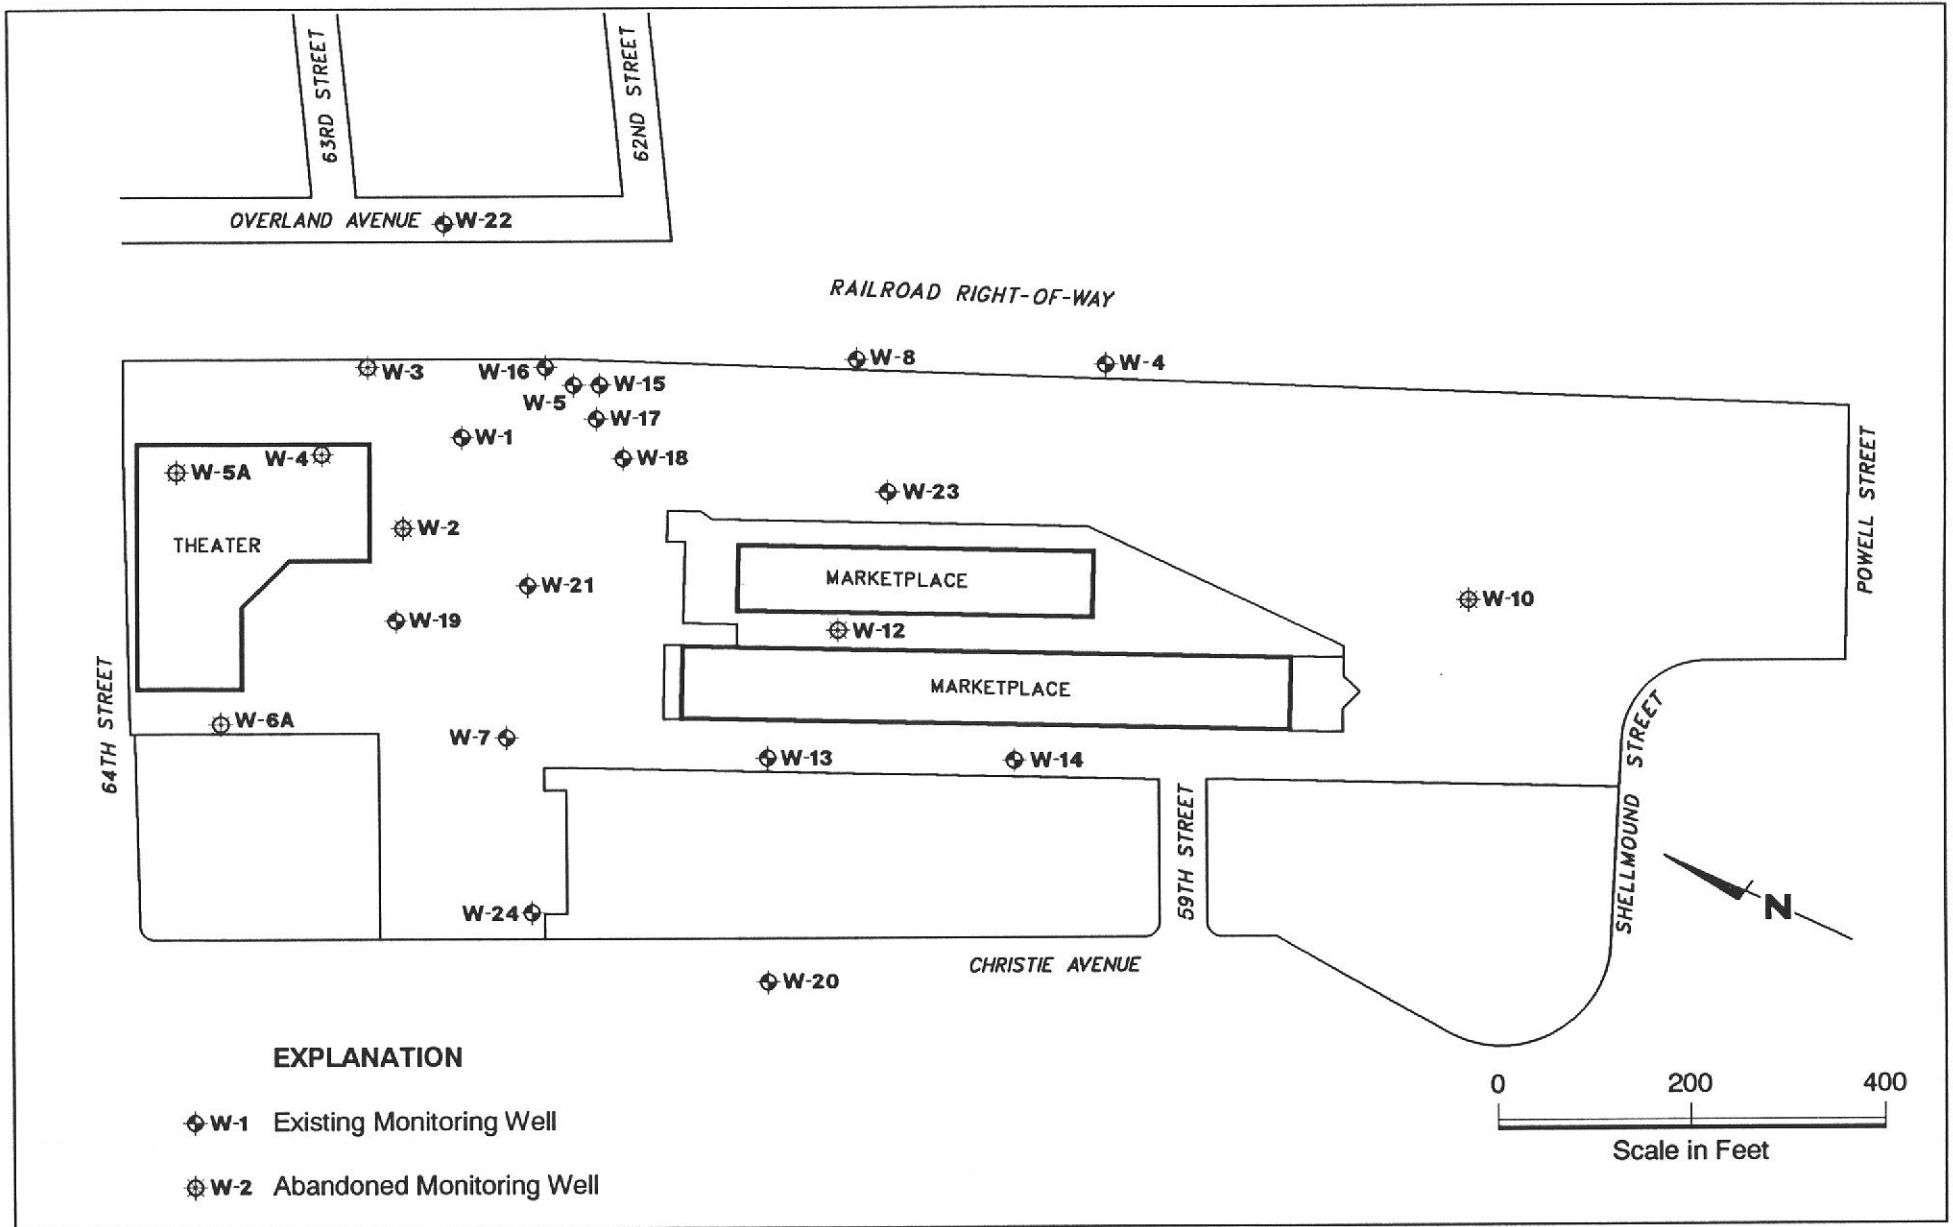 63RD STREET
62ND STREET
OVERLAND AVENUE
W-22
RAILROAD RIGHT-OF-WAY
W-3
W-16
W-8
W-4
W-15
W-5
W-17
W-1
W-4
W-18
W-5A
W-23
W-2
THEATER
MARKETPLACE
POWELL STREET
W-21
W-10
W-19
W-12
MARKETPLACE
64TH STREET
W-6A
W-7
W-13
W-14
SHELLMOUND STREET
STREET
59TH STREET
W-24
N
CHRISTIE AVENUE
W-20
EXPLANATION
W-1 Existing Monitoring Well
W-2 Abandoned Monitoring Well
0 200 400
Scale in Feet